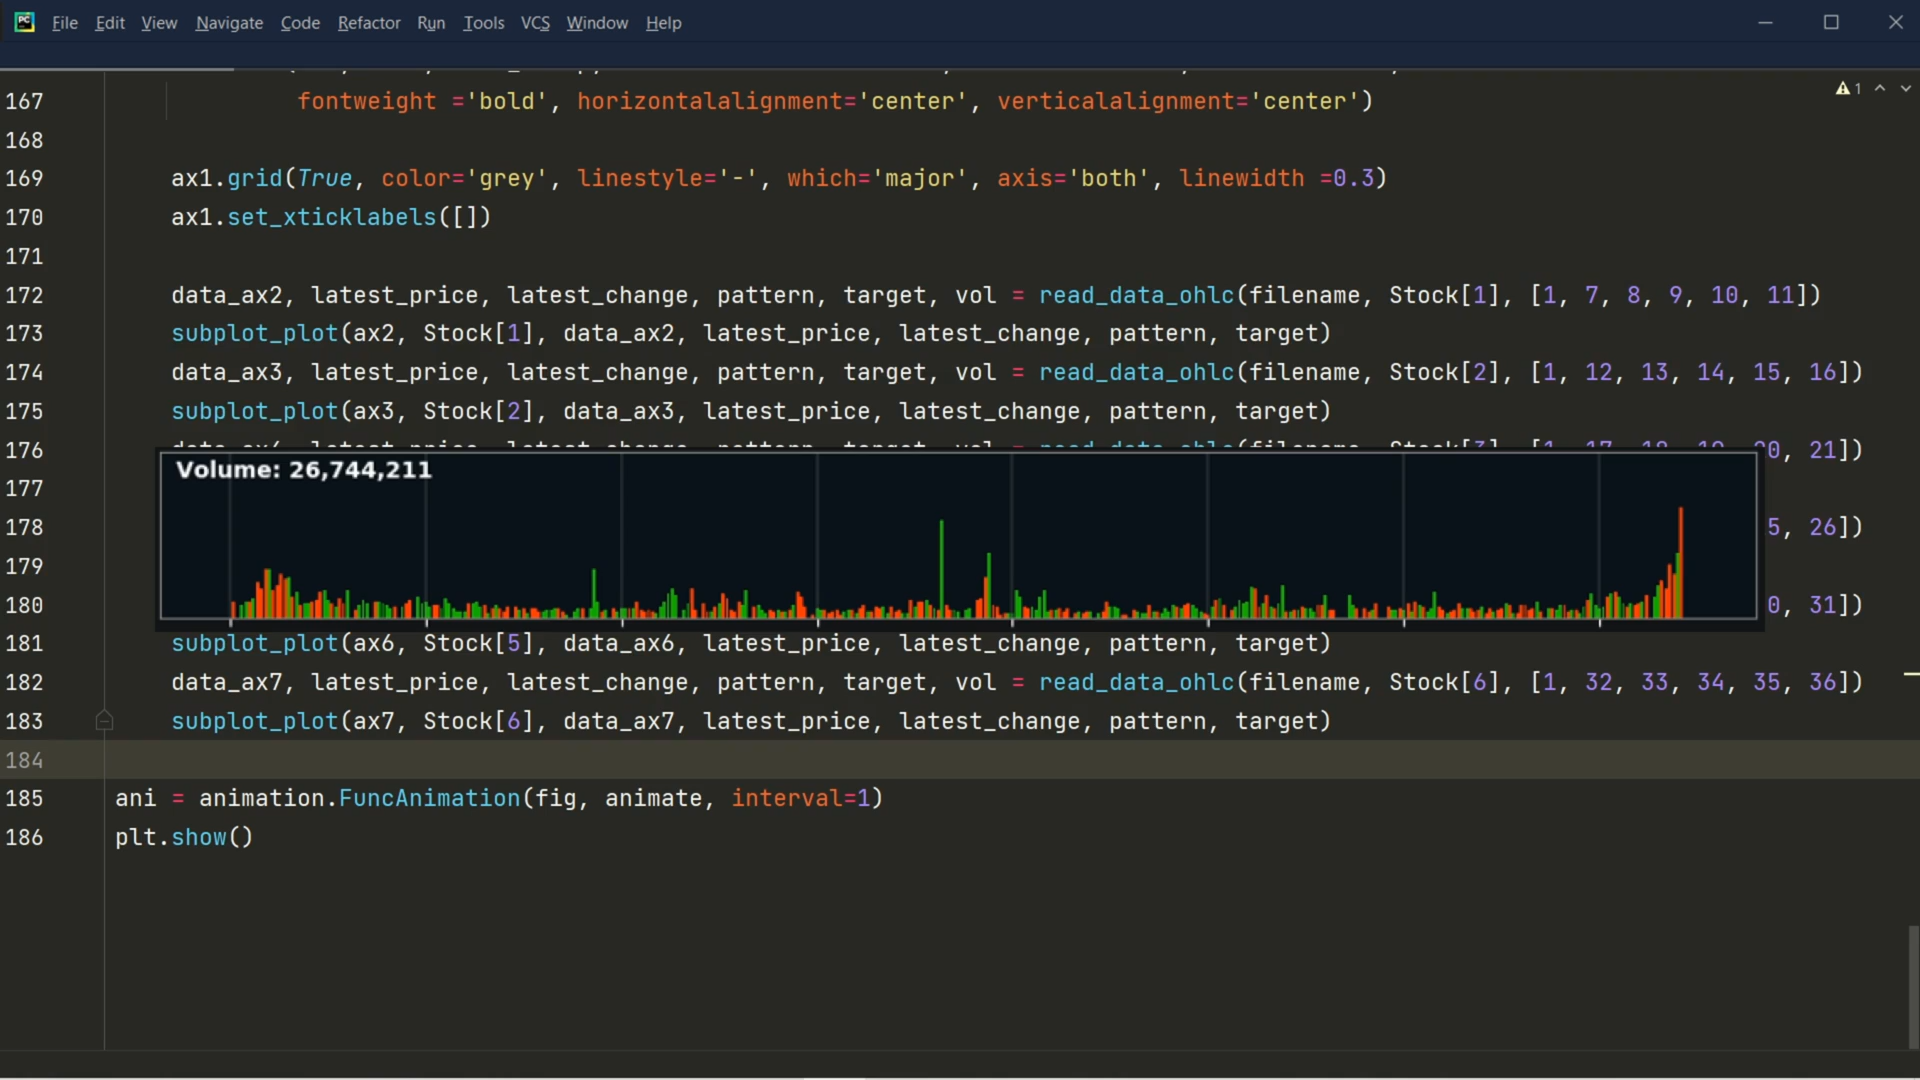 File Edit View Navigate Code Refactor Run Tools VCS Window Help
1
167 fontweight ='bold', horizontalalignment='center', verticalalignment='center')
168
169 ax1.grid(True, color='grey', linestyle='-', which='major', axis='both', linewidth =0.3)
170 ax1.set_xticklabels([])
171
172 data_ax2, latest_price, latest_change, pattern, target, vol = read_data_ohlc(filename, Stock[1], [1, 7, 8, 9, 10, 11])
173 subplot_plot(ax2, Stock[1], data_ax2, latest_price, latest_change, pattern, target)
174 data_ax3, latest_price, latest_change, pattern, target, vol = read_data_ohlc(filename, Stock[2], [1, 12, 13, 14, 15, 16])
175 subplot_plot(ax3, Stock[2], data_ax3, latest_price, latest_change, pattern, target)
176 0, 21])
Volume: 26,744,211
177
178 5, 26])
179
180 0, 31])
181 subplot_plot(ax6, Stock[5], data_ax6, latest_price, latest_change, pattern, target)
182 data_ax7, latest_price, latest_change, pattern, target, vol = read_data_ohlc(filename, Stock[6], [1, 32, 33, 34, 35, 36])
183 subplot_plot(ax7, Stock[6], data_ax7, latest_price, latest_change, pattern, target)
184
185 ani = animation.FuncAnimation(fig, animate, interval=1)
186 plt.show()